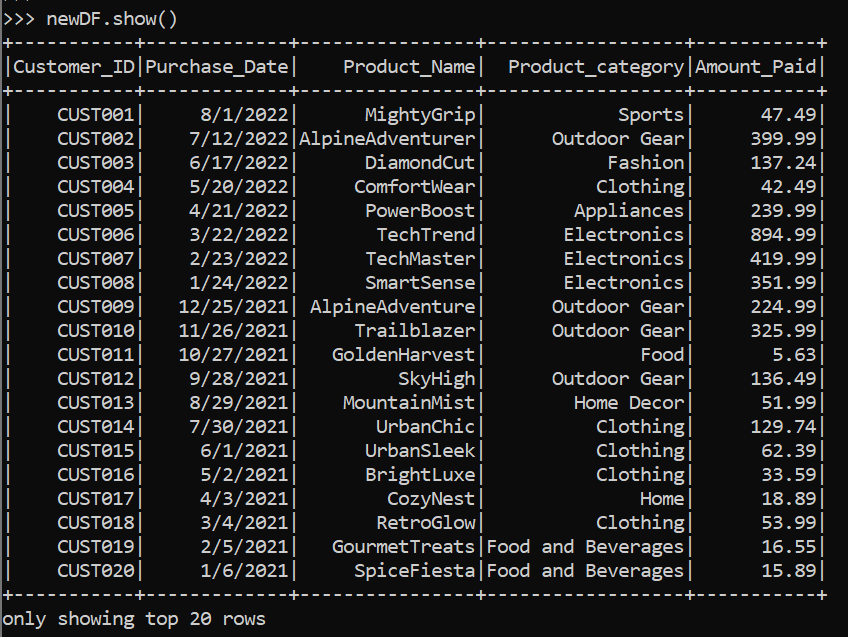 >>> newDF.show()
+-----------+-------------+----------------+------------------+-----------+
|Customer_ID|Purchase_Date|    Product_Name|  Product_category|Amount_Paid|
+-----------+-------------+----------------+------------------+-----------+
|    CUST001|     8/1/2022|      MightyGrip|            Sports|      47.49|
|    CUST002|    7/12/2022|AlpineAdventurer|      Outdoor Gear|     399.99|
|    CUST003|    6/17/2022|      DiamondCut|           Fashion|     137.24|
|    CUST004|    5/20/2022|     ComfortWear|          Clothing|      42.49|
|    CUST005|    4/21/2022|      PowerBoost|        Appliances|     239.99|
|    CUST006|    3/22/2022|       TechTrend|       Electronics|     894.99|
|    CUST007|    2/23/2022|      TechMaster|       Electronics|     419.99|
|    CUST008|    1/24/2022|      SmartSense|       Electronics|     351.99|
|    CUST009|   12/25/2021| AlpineAdventure|      Outdoor Gear|     224.99|
|    CUST010|   11/26/2021|     Trailblazer|      Outdoor Gear|     325.99|
|    CUST011|   10/27/2021|   GoldenHarvest|              Food|       5.63|
|    CUST012|    9/28/2021|         SkyHigh|      Outdoor Gear|     136.49|
|    CUST013|    8/29/2021|    MountainMist|        Home Decor|      51.99|
|    CUST014|    7/30/2021|       UrbanChic|          Clothing|     129.74|
|    CUST015|     6/1/2021|      UrbanSleek|          Clothing|      62.39|
|    CUST016|     5/2/2021|      BrightLuxe|          Clothing|      33.59|
|    CUST017|     4/3/2021|        CozyNest|              Home|      18.89|
|    CUST018|     3/4/2021|       RetroGlow|          Clothing|      53.99|
|    CUST019|     2/5/2021|   GourmetTreats|Food and Beverages|      16.55|
|    CUST020|     1/6/2021|     SpiceFiesta|Food and Beverages|      15.89|
+-----------+-------------+----------------+------------------+-----------+
only showing top 20 rows